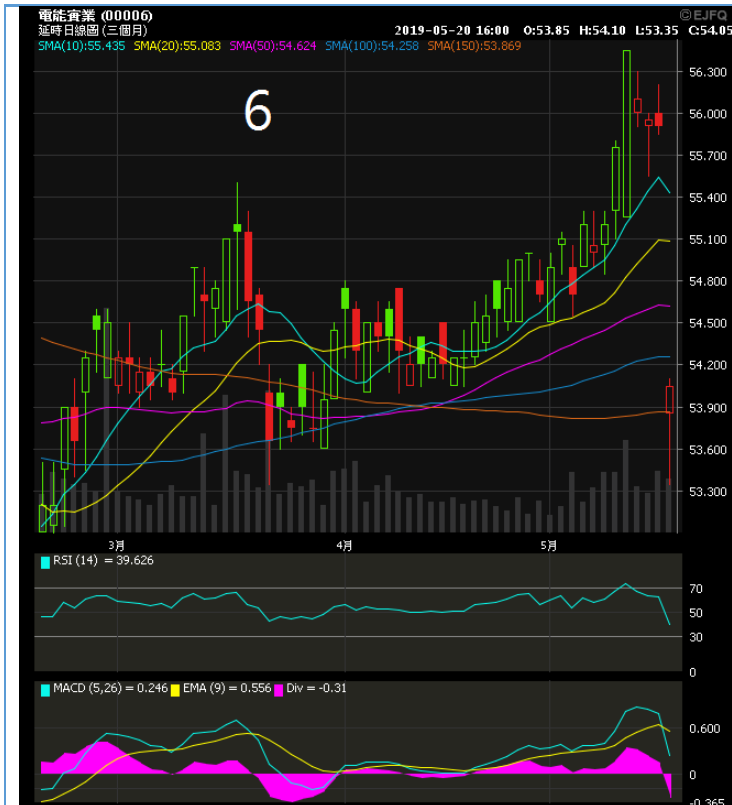 電能實業 (00006)
©EJFQ
延時日線圖 (三個月)
2019-05-20 16:00 O:53.85 H:54.10 L:53.35 C:54.05
SMA(10):55.435 SMA(20):55.083 SMA(50):54.624 SMA(100):54.258 SMA(150):53.869
6
56.300
56.000
55.700
55.400
55.100
54.800
54.500
54.200
53.900
53.600
53.300
3月 4月 5月
RSI (14) = 39.626
70
50
30
0
MACD (5,26) = 0.246 EMA (9) = 0.556 Div = -0.31
0.600
0
-0.365